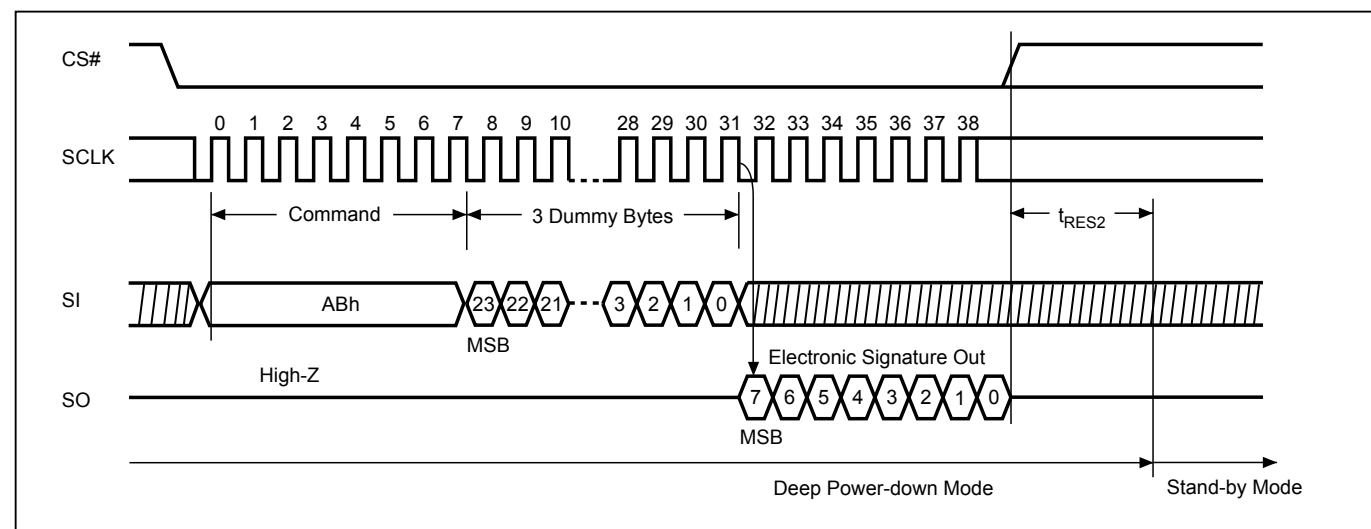 CS#
0 1 2 3 4 5 6 7 8 9 10 28 29 30 31 32 33 34 35 36 37 38
SCLK
Command
3 Dummy Bytes
tRES2
SI
ABh
23 22 21 3 2 1 0
MSB
Electronic Signature Out
High-Z
SO
7 6 5 4 3 2 1 0
MSB
Deep Power-down Mode
Stand-by Mode